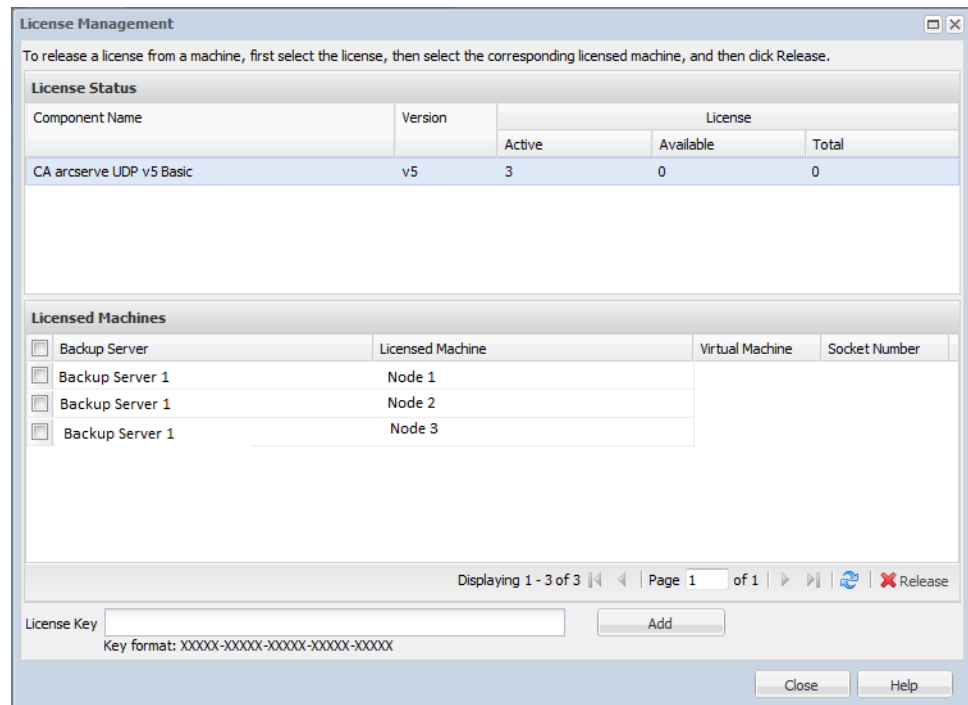 License Management
To release a license from a machine, first select the license, then select the corresponding licensed machine, and then click Release.
License Status
Component Name Version License
Active Available Total
CA arcserve UDP v5 Basic v5 3 0 0
Licensed Machines
Backup Server Licensed Machine Virtual Machine Socket Number
Backup Server 1 Node 1
Backup Server 1 Node 2
Backup Server 1 Node 3
Displaying 1 - 3 of 3 Page 1 of 1 Release
License Key Add
Key format: XXXXX-XXXXX-XXXXX-XXXXX-XXXXX
Close Help